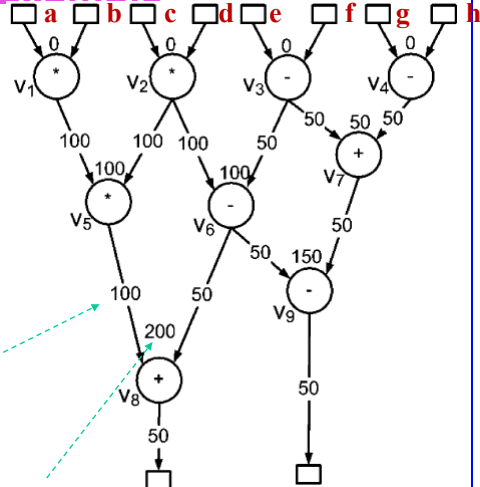 a b c d e f g h
0 0 0 0
* * - -
v1 v2 v3 v4
50 50 50
100 100 100 50
+
v7
100 100
* -
v5 v6
50
50 150
100 50 -
v9
200
+
v8
50
50